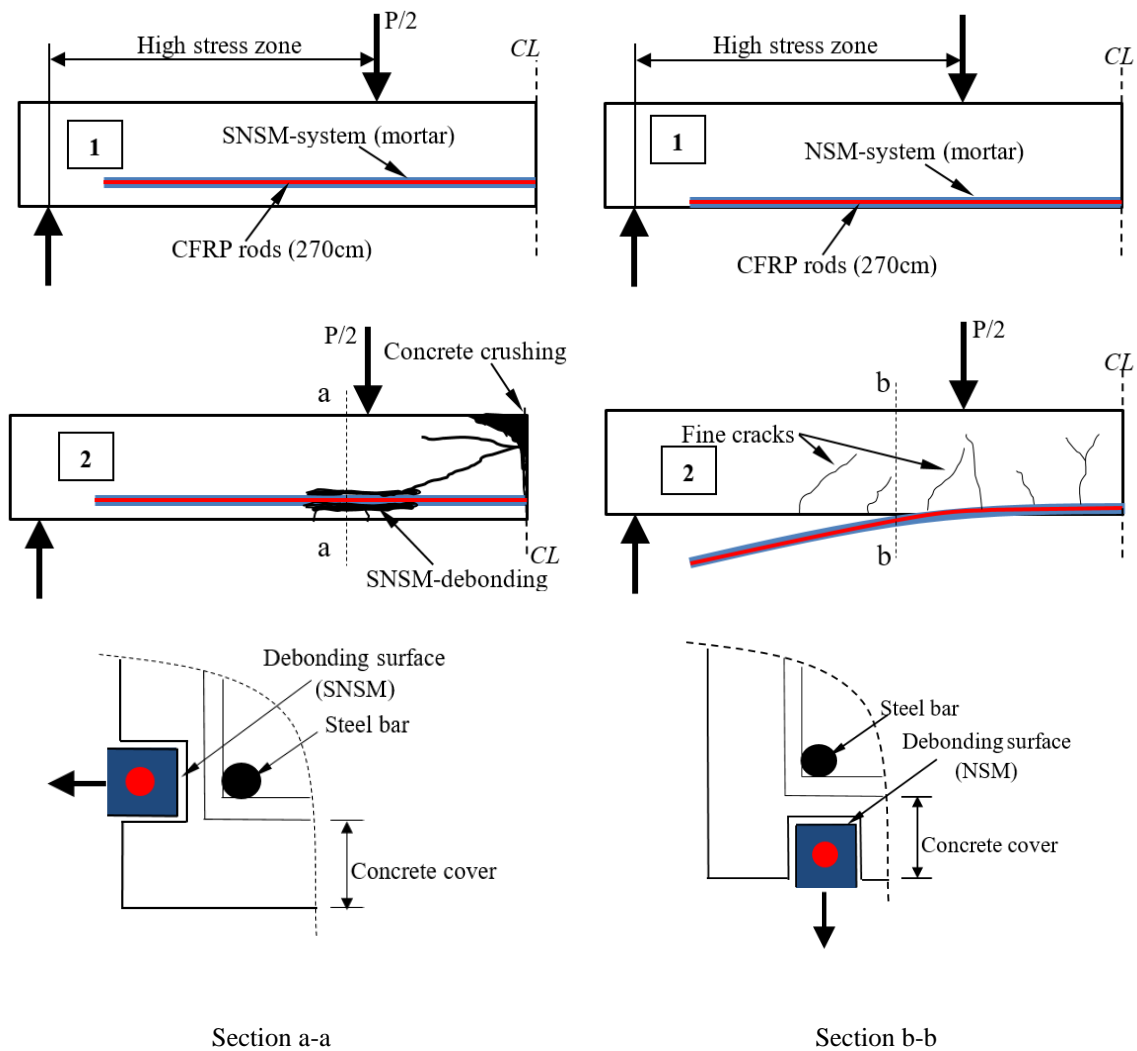 P/2
High stress zone
CL
1
SNSM-system (mortar)
CFRP rods (270cm)
High stress zone
CL
1
NSM-system (mortar)
CFRP rods (270cm)
P/2
Concrete crushing
a
2
a
CL
SNSM-debonding
P/2
CL
b
Fine cracks
2
b
Debonding surface
(SNSM)
Steel bar
Concrete cover
Steel bar
Debonding surface
(NSM)
Concrete cover
Section a-a
Section b-b